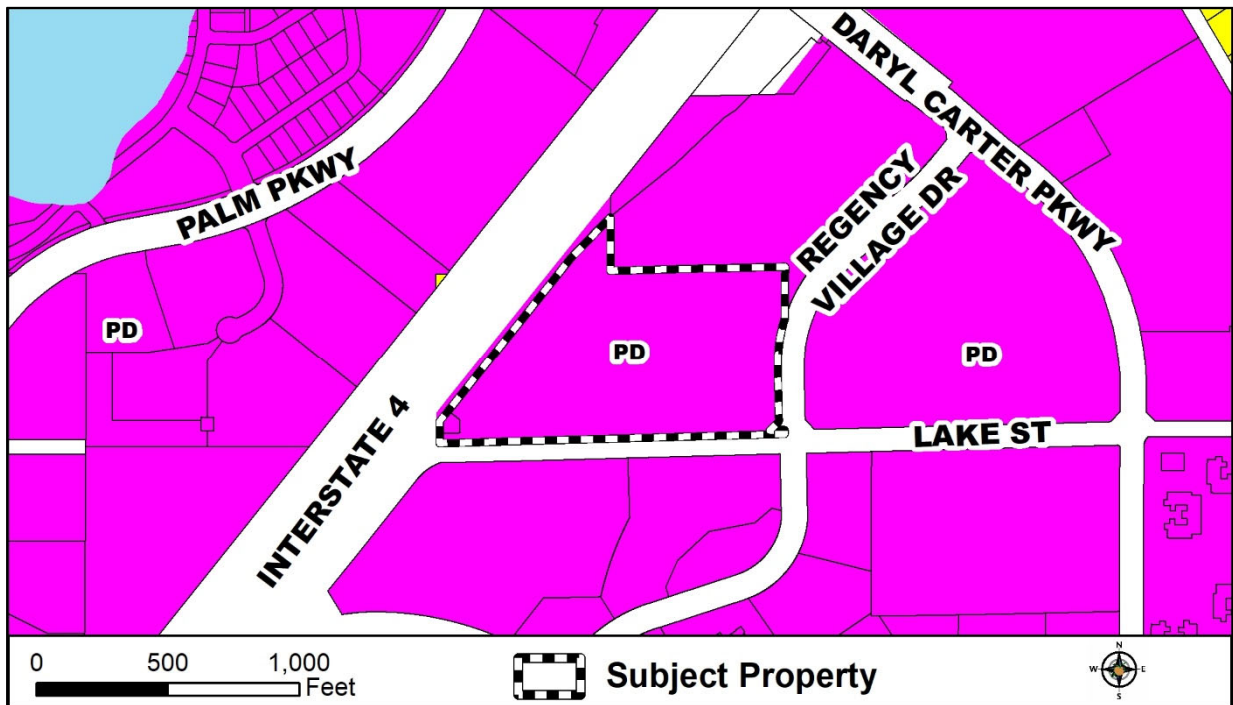 DARYL CARTER PKWY
PALM PKWY
REGENCY
VILLAGE DR
PD
PD
PD
INTERSTATE 4
LAKE ST
0 500 1,000
Feet
Subject Property
N
W E
S